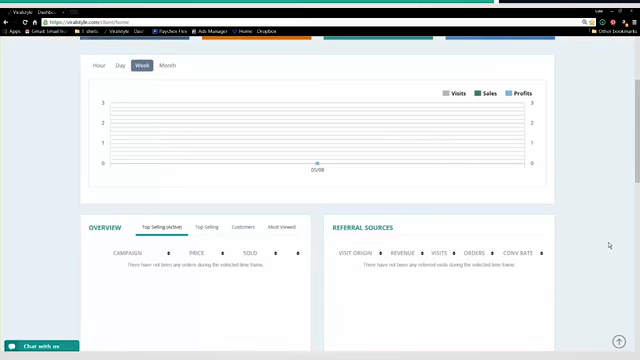 Viralstyle - Dashbo
Luke
https://viralstyle.com/client/home
Apps
T-shirts
Viralstyle
Paychex Flex
Ads Manager
Home
Dropbox
Other bookmarks
Hour Day Week Month
Visits Sales Profits
3 3
2 2
1 1
0 0
05/08
OVERVIEW Top Selling (Active) Top Selling Customers Most Viewed
CAMPAIGN PRICE SOLD
There have not been any orders during the selected time frame.
REFERRAL SOURCES
VISIT ORIGIN REVENUE VISITS ORDERS CONV RATE
There have not been any referred visits during the selected time frame.
Chat with us